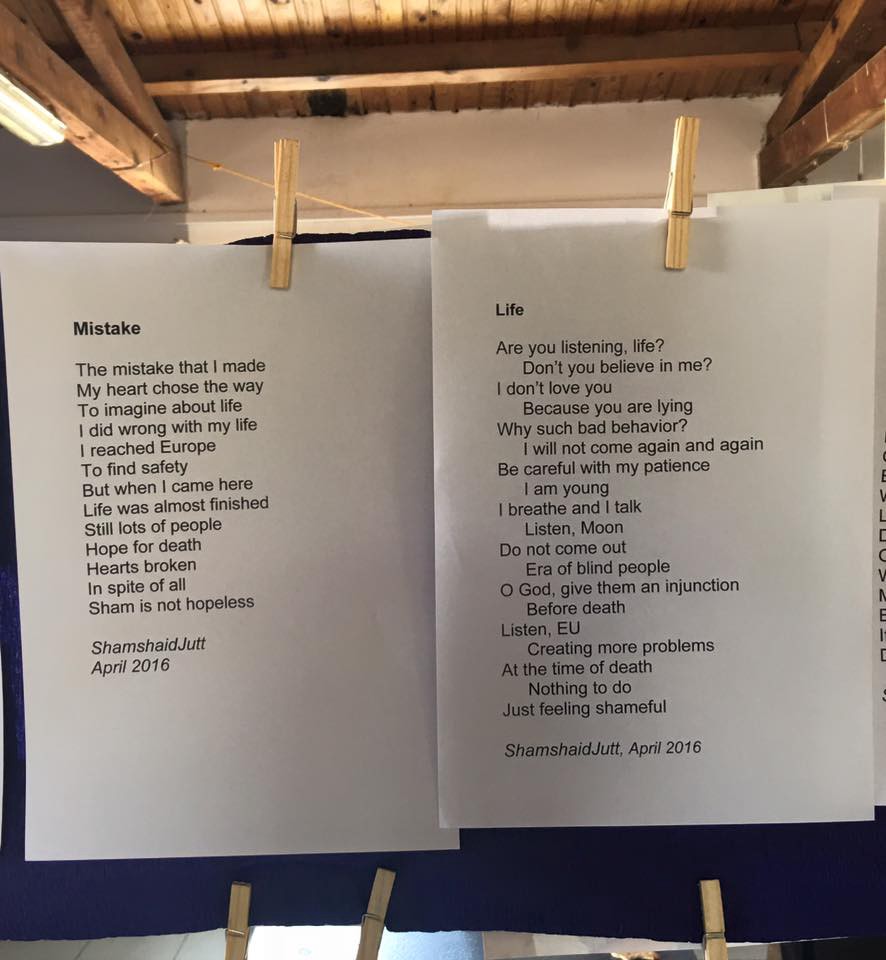 Mistake
The mistake that I made
My heart chose the way
To imagine about life
I did wrong with my life
I reached Europe
To find safety
But when I came here
Life was almost finished
Still lots of people
Hope for death
Hearts broken
In spite of all
Sham is not hopeless
ShamshaidJutt
April 2016
Life
Are you listening, life?
Don't you believe in me?
I don't love you
Because you are lying
Why such bad behavior?
I will not come again and again
Be careful with my patience
I am young
I breathe and I talk
Listen, Moon
Do not come out
Era of blind people
O God, give them an injunction
Before death
Listen, EU
Creating more problems
At the time of death
Nothing to do
Just feeling shameful
ShamshaidJutt, April 2016